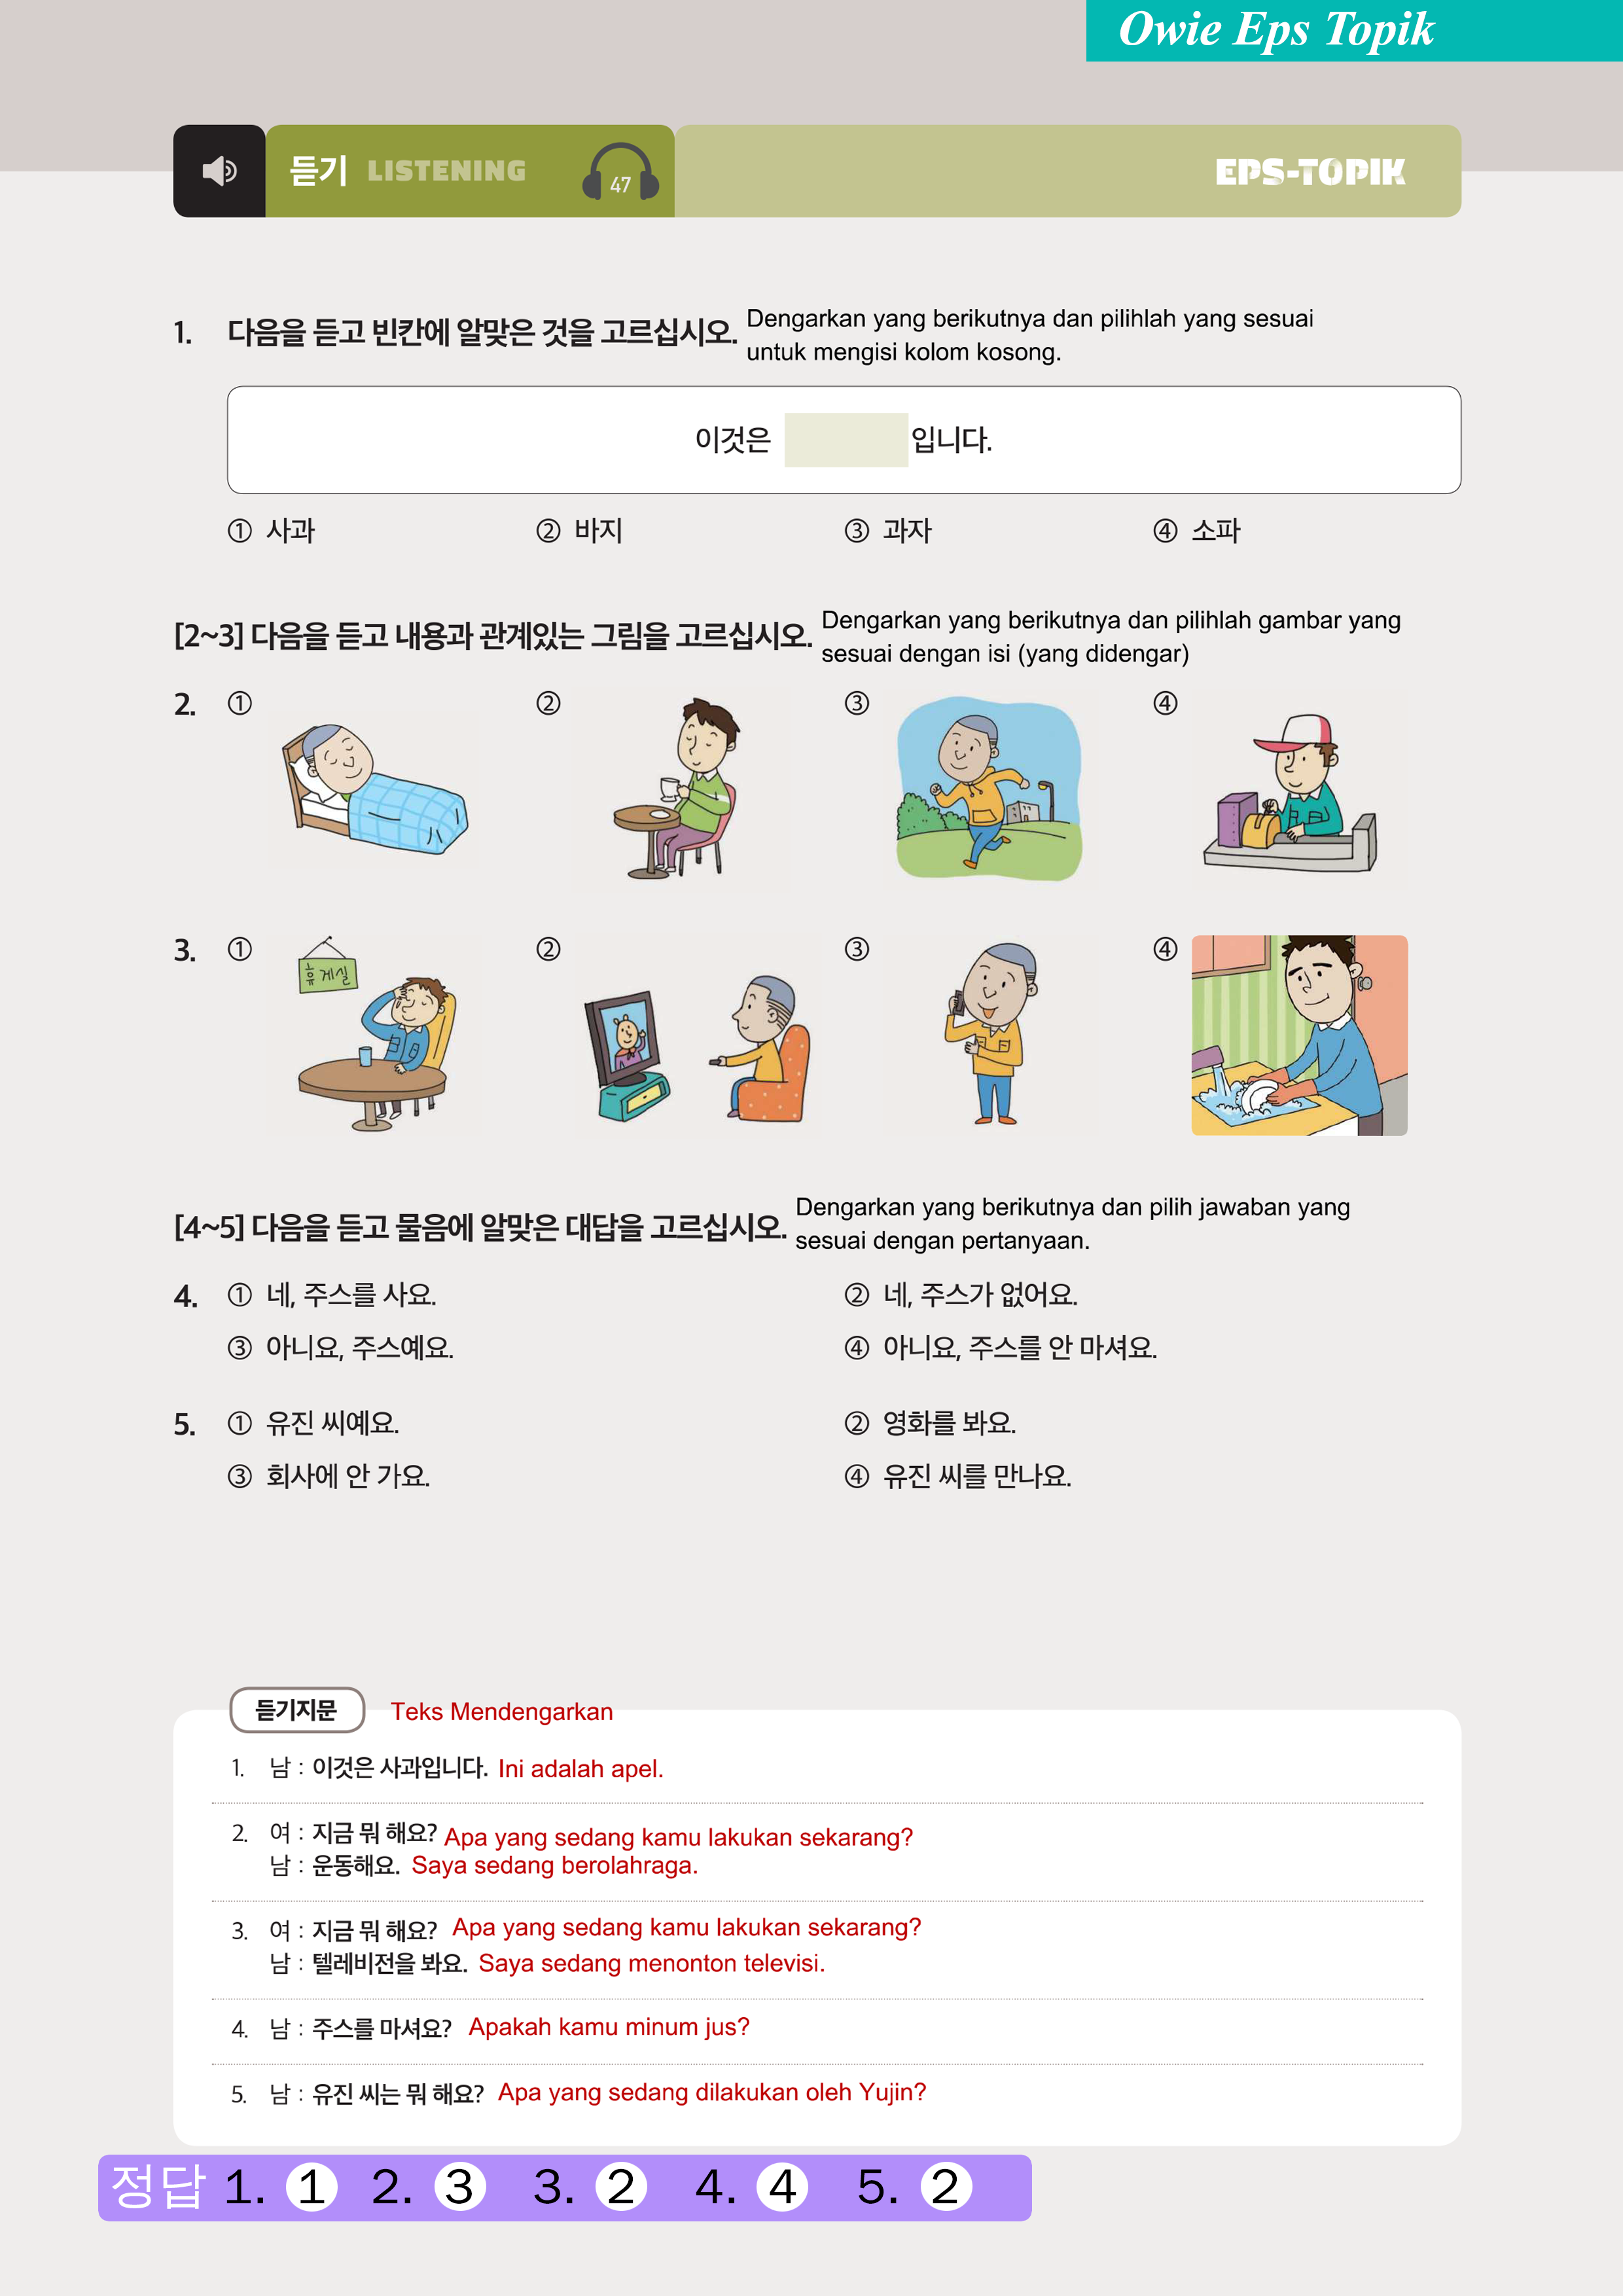 Owie Eps Topik
듣기 LISTENING 47 EPS-TOPIK
1. 다음을 듣고 빈칸에 알맞은 것을 고르십시오. Dengarkan yang berikutnya dan pilihlah yang sesuai
untuk mengisi kolom kosong.
이것은 입니다.
① 사과 ② 바지 ③ 과자 ④ 소파
[2~3] 다음을 듣고 내용과 관계있는 그림을 고르십시오. Dengarkan yang berikutnya dan pilihlah gambar yang
sesuai dengan isi (yang didengar)
2. ① ② ③ ④
3. ① ② ③ ④
휴게실
[4~5] 다음을 듣고 물음에 알맞은 대답을 고르십시오. Dengarkan yang berikutnya dan pilih jawaban yang
sesuai dengan pertanyaan.
4. ① 네, 주스를 사요. ② 네, 주스가 없어요.
③ 아니요, 주스예요. ④ 아니요, 주스를 안 마셔요.
5. ① 유진 씨예요. ② 영화를 봐요.
③ 회사에 안 가요. ④ 유진 씨를 만나요.
듣기지문 Teks Mendengarkan
1. 남 : 이것은 사과입니다. Ini adalah apel.
2. 여 : 지금 뭐 해요? Apa yang sedang kamu lakukan sekarang?
남 : 운동해요. Saya sedang berolahraga.
3. 여 : 지금 뭐 해요? Apa yang sedang kamu lakukan sekarang?
남 : 텔레비전을 봐요. Saya sedang menonton televisi.
4. 남 : 주스를 마셔요? Apakah kamu minum jus?
5. 남 : 유진 씨는 뭐 해요? Apa yang sedang dilakukan oleh Yujin?
정답 1. ① 2. ③ 3. ② 4. ④ 5. ②